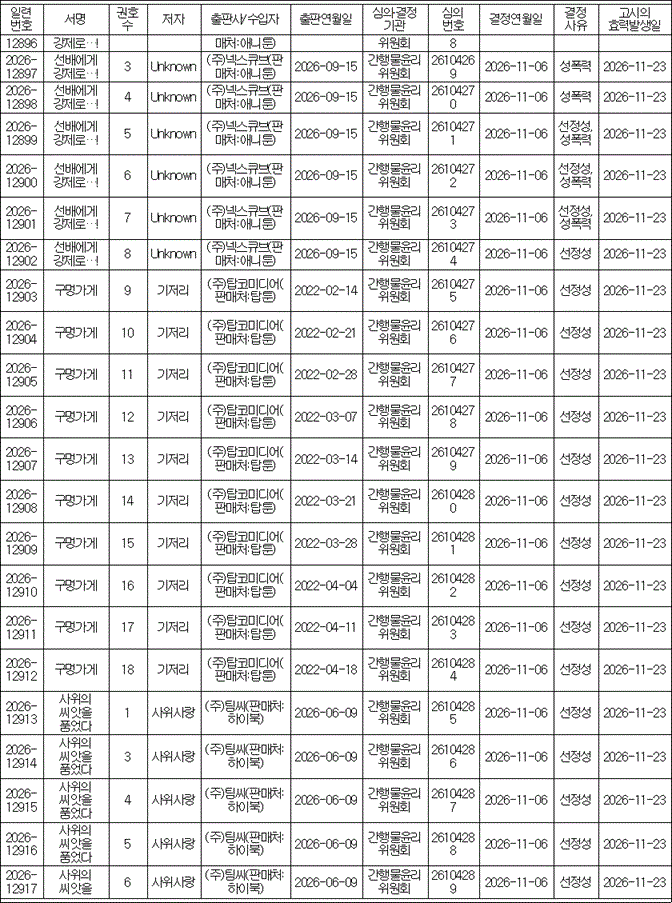 일련번호 서명 권호수 저자 출판사/수입자 출판연월일 심의·결정기관 심의번호 결정연월일 결정사유 고시의 효력발생일
12896 강제로…! 매처:애니툰) 위원회 8
2026-12897 선배에게 강제로…! 3 Unknown (주)넥스큐브(판매처:애니툰) 2026-09-15 간행물윤리위원회 26104269 2026-11-06 성폭력 2026-11-23
2026-12898 선배에게 강제로…! 4 Unknown (주)넥스큐브(판매처:애니툰) 2026-09-15 간행물윤리위원회 26104270 2026-11-06 성폭력 2026-11-23
2026-12899 선배에게 강제로…! 5 Unknown (주)넥스큐브(판매처:애니툰) 2026-09-15 간행물윤리위원회 26104271 2026-11-06 선정성,성폭력 2026-11-23
2026-12900 선배에게 강제로…! 6 Unknown (주)넥스큐브(판매처:애니툰) 2026-09-15 간행물윤리위원회 26104272 2026-11-06 선정성,성폭력 2026-11-23
2026-12901 선배에게 강제로…! 7 Unknown (주)넥스큐브(판매처:애니툰) 2026-09-15 간행물윤리위원회 26104273 2026-11-06 선정성,성폭력 2026-11-23
2026-12902 선배에게 강제로…! 8 Unknown (주)넥스큐브(판매처:애니툰) 2026-09-15 간행물윤리위원회 26104274 2026-11-06 선정성 2026-11-23
2026-12903 구멍가게 9 기저리 (주)탑코미디어(판매처:탑툰) 2022-02-14 간행물윤리위원회 26104275 2026-11-06 선정성 2026-11-23
2026-12904 구멍가게 10 기저리 (주)탑코미디어(판매처:탑툰) 2022-02-21 간행물윤리위원회 26104276 2026-11-06 선정성 2026-11-23
2026-12905 구멍가게 11 기저리 (주)탑코미디어(판매처:탑툰) 2022-02-28 간행물윤리위원회 26104277 2026-11-06 선정성 2026-11-23
2026-12906 구멍가게 12 기저리 (주)탑코미디어(판매처:탑툰) 2022-03-07 간행물윤리위원회 26104278 2026-11-06 선정성 2026-11-23
2026-12907 구멍가게 13 기저리 (주)탑코미디어(판매처:탑툰) 2022-03-14 간행물윤리위원회 26104279 2026-11-06 선정성 2026-11-23
2026-12908 구멍가게 14 기저리 (주)탑코미디어(판매처:탑툰) 2022-03-21 간행물윤리위원회 26104280 2026-11-06 선정성 2026-11-23
2026-12909 구멍가게 15 기저리 (주)탑코미디어(판매처:탑툰) 2022-03-28 간행물윤리위원회 26104281 2026-11-06 선정성 2026-11-23
2026-12910 구멍가게 16 기저리 (주)탑코미디어(판매처:탑툰) 2022-04-04 간행물윤리위원회 26104282 2026-11-06 선정성 2026-11-23
2026-12911 구멍가게 17 기저리 (주)탑코미디어(판매처:탑툰) 2022-04-11 간행물윤리위원회 26104283 2026-11-06 선정성 2026-11-23
2026-12912 구멍가게 18 기저리 (주)탑코미디어(판매처:탑툰) 2022-04-18 간행물윤리위원회 26104284 2026-11-06 선정성 2026-11-23
2026-12913 사위의 씨앗을 품었다 1 사위사랑 (주)팀씨(판매처:하이북) 2026-06-09 간행물윤리위원회 26104285 2026-11-06 선정성 2026-11-23
2026-12914 사위의 씨앗을 품었다 3 사위사랑 (주)팀씨(판매처:하이북) 2026-06-09 간행물윤리위원회 26104286 2026-11-06 선정성 2026-11-23
2026-12915 사위의 씨앗을 품었다 4 사위사랑 (주)팀씨(판매처:하이북) 2026-06-09 간행물윤리위원회 26104287 2026-11-06 선정성 2026-11-23
2026-12916 사위의 씨앗을 품었다 5 사위사랑 (주)팀씨(판매처:하이북) 2026-06-09 간행물윤리위원회 26104288 2026-11-06 선정성 2026-11-23
2026-12917 사위의 씨앗을 6 사위사랑 (주)팀씨(판매처:하이북) 2026-06-09 간행물윤리위원회 26104289 2026-11-06 선정성 2026-11-23